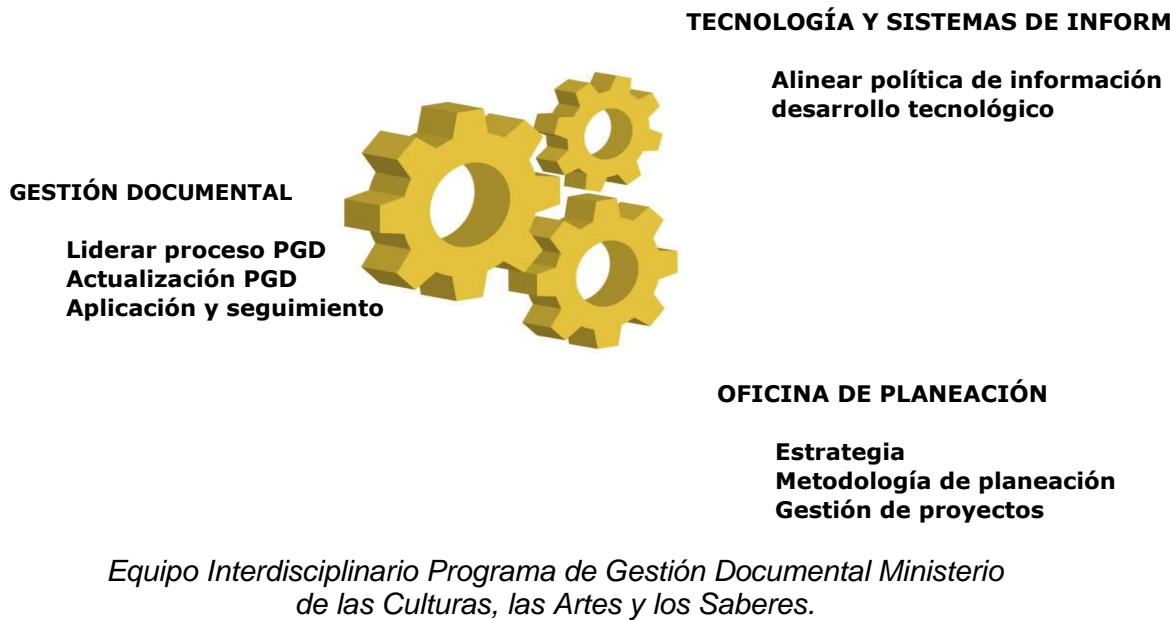 TECNOLOGÍA Y SISTEMAS DE INFORM
Alinear política de información
desarrollo tecnológico
GESTIÓN DOCUMENTAL
Liderar proceso PGD
Actualización PGD
Aplicación y seguimiento
OFICINA DE PLANEACIÓN
Estrategia
Metodología de planeación
Gestión de proyectos
Equipo Interdisciplinario Programa de Gestión Documental Ministerio
de las Culturas, las Artes y los Saberes.